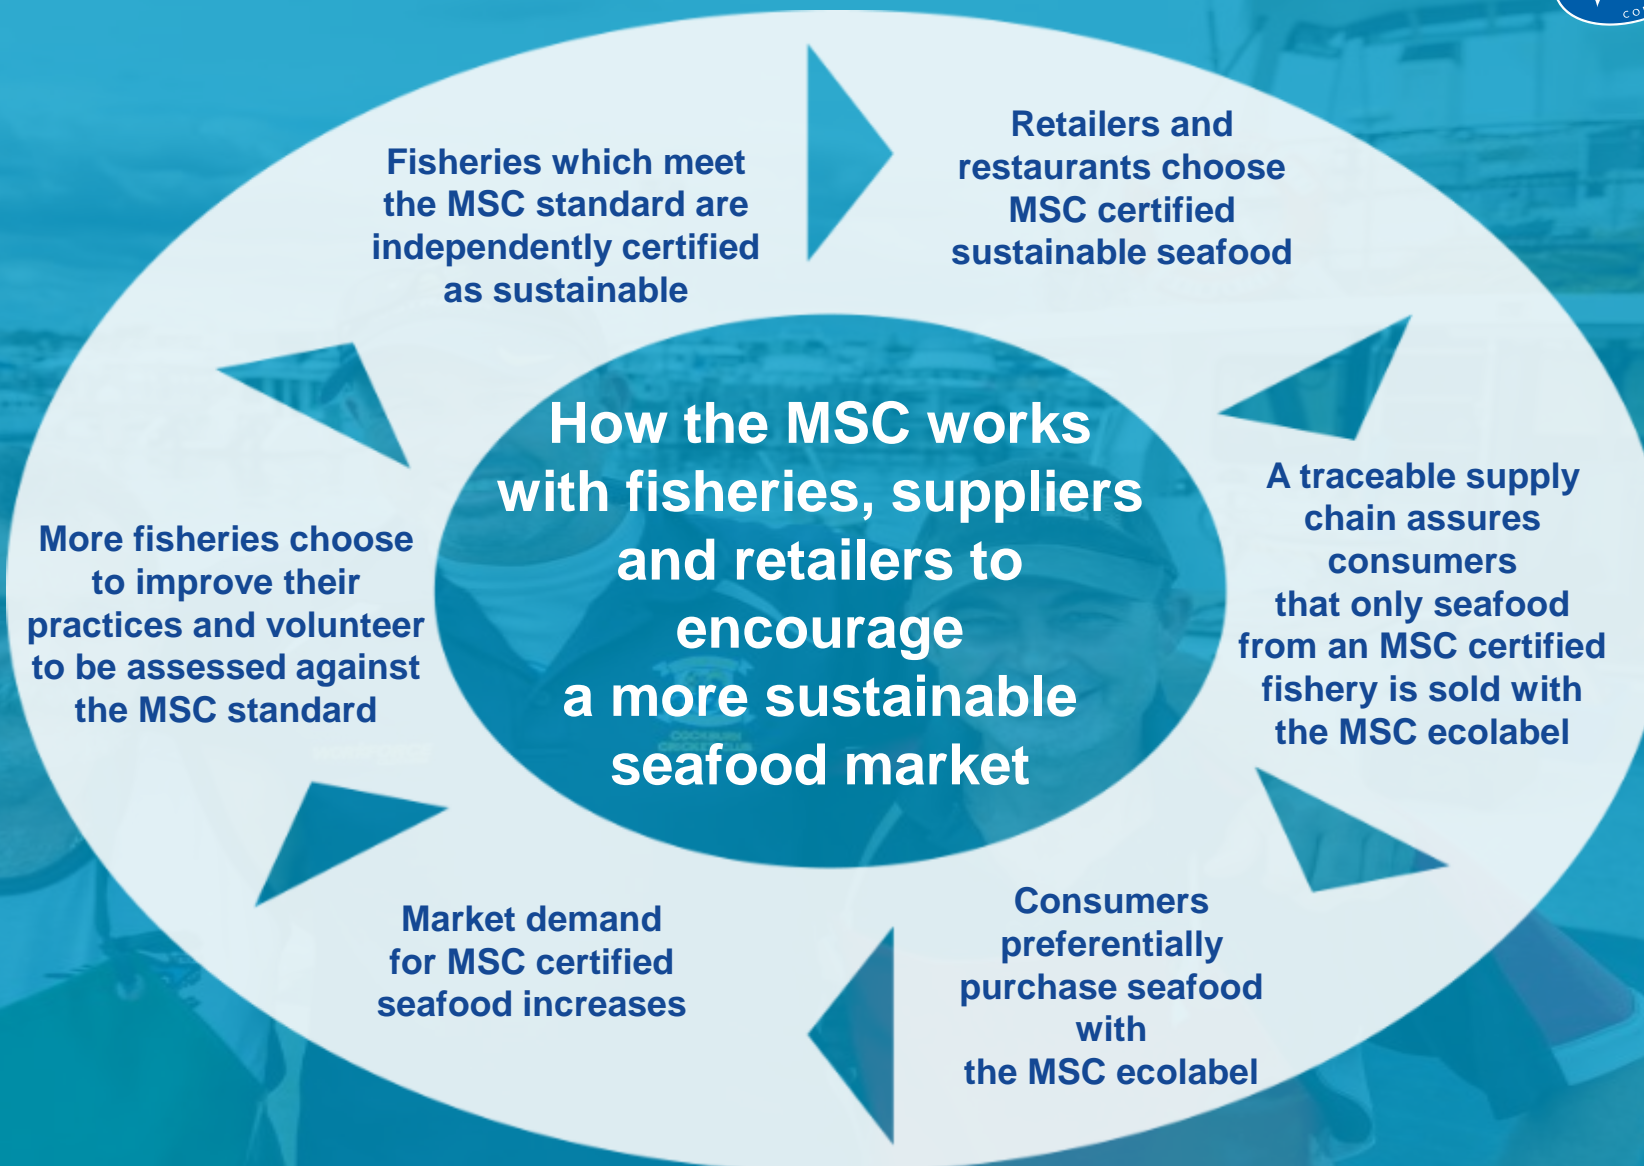 Fisheries which meet
the MSC standard are
independently certified
as sustainable
Retailers and
restaurants choose
MSC certified
sustainable seafood
A traceable supply
chain assures
consumers
that only seafood
from an MSC certified
fishery is sold with
the MSC ecolabel
Consumers
preferentially
purchase seafood
with
the MSC ecolabel
Market demand
for MSC certified
seafood increases
More fisheries choose
to improve their
practices and volunteer
to be assessed against
the MSC standard
How the MSC works
with fisheries, suppliers
and retailers to
encourage
a more sustainable
seafood market
COCKBURN
CRICKET CLUB